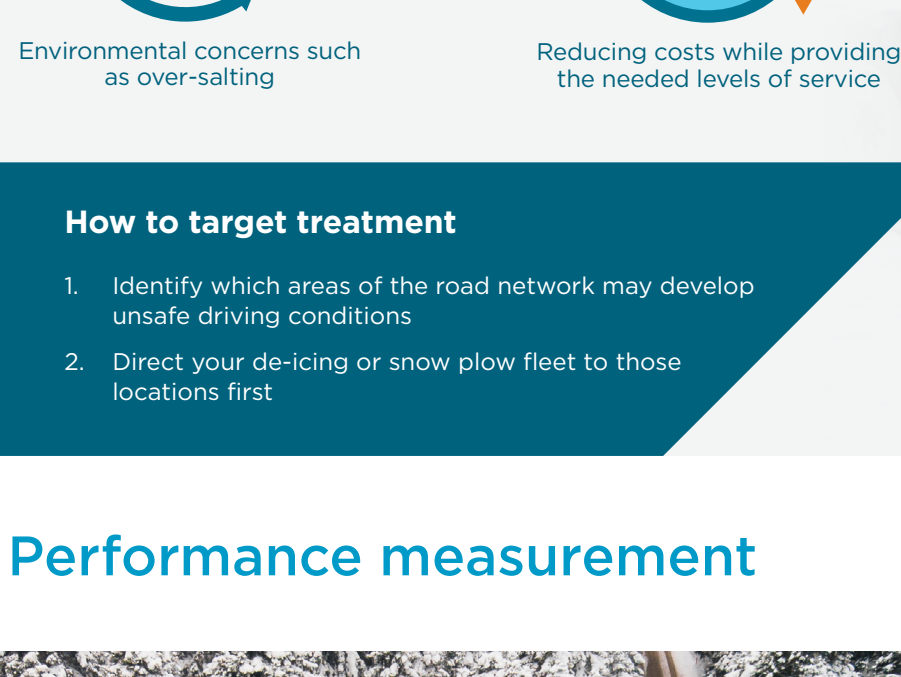 Environmental concerns such
as over-salting
Reducing costs while providing
the needed levels of service
How to target treatment
1. Identify which areas of the road network may develop
unsafe driving conditions
2. Direct your de-icing or snow plow fleet to those
locations first
Performance measurement